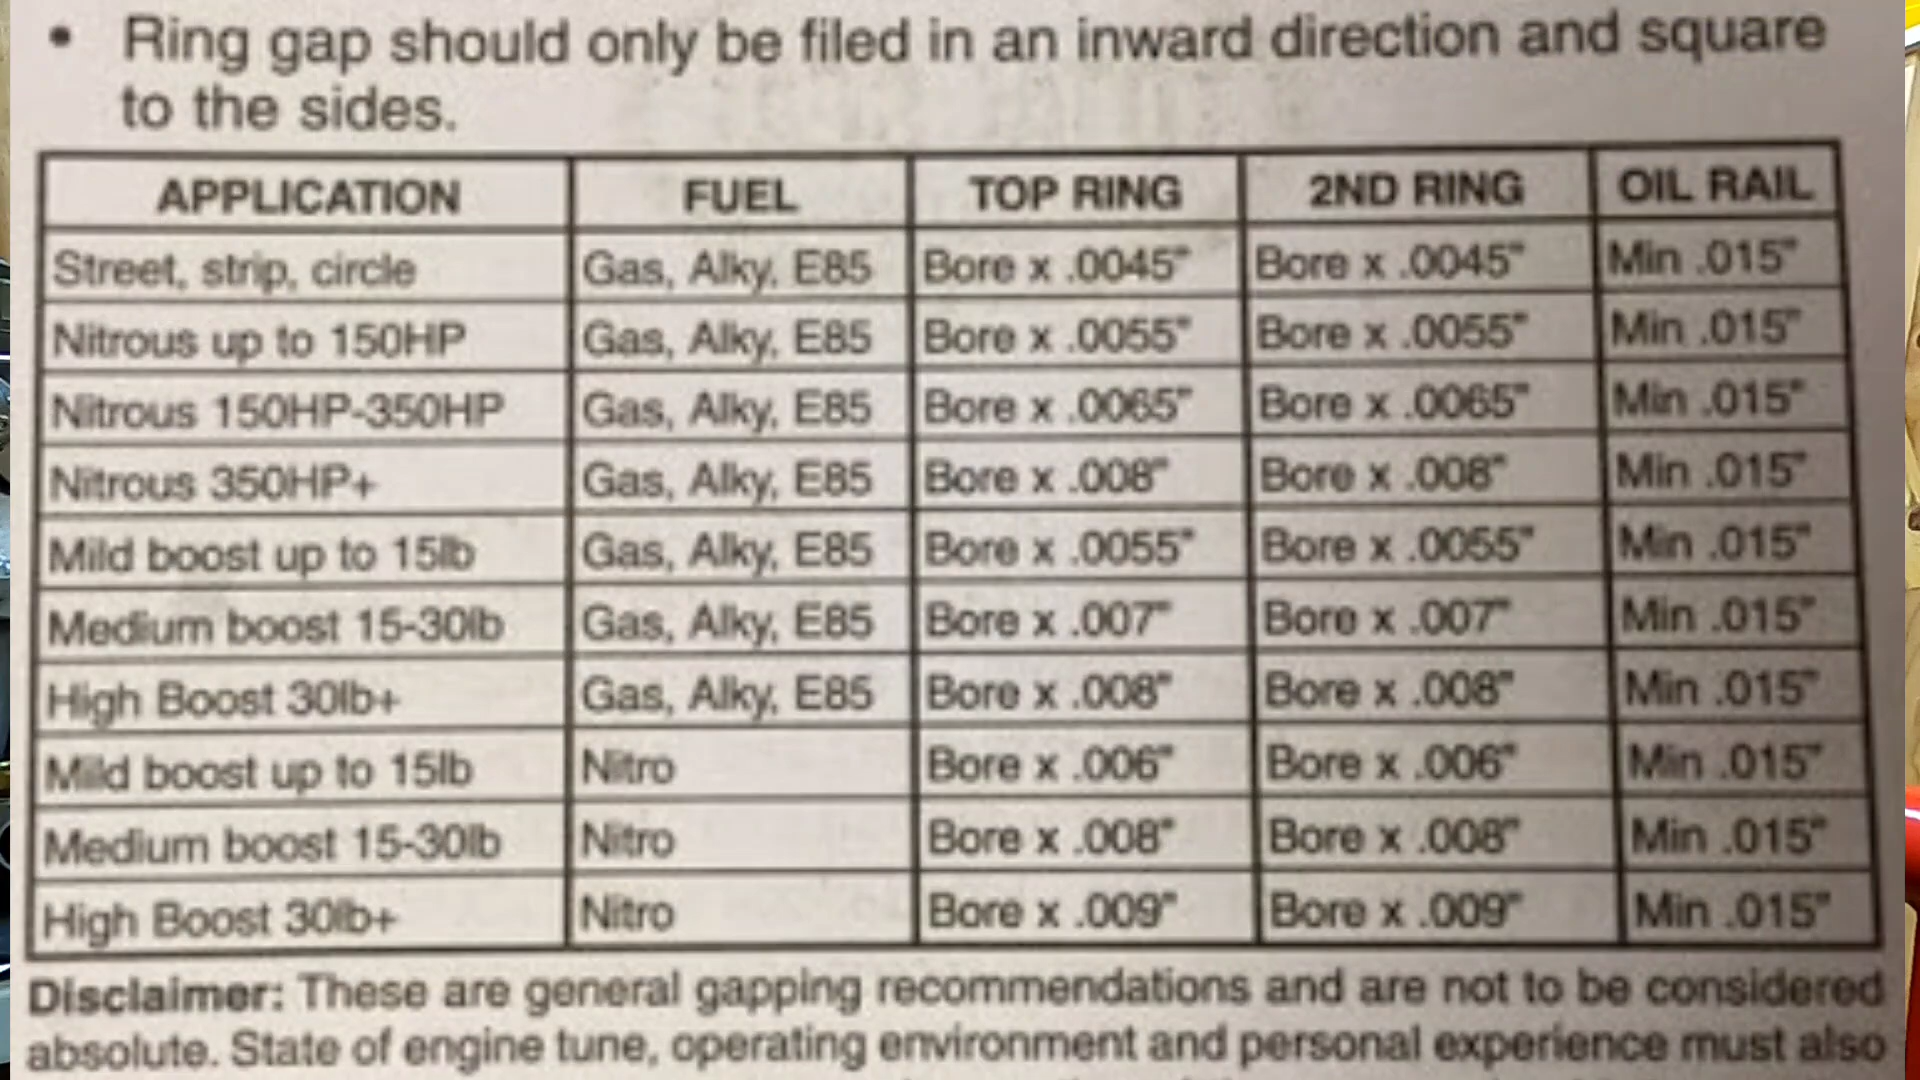 • Ring gap should only be filed in an inward direction and square
to the sides.
APPLICATION FUEL TOP RING 2ND RING OIL RAIL
Street, strip, circle Gas, Alky, E85 Bore x .0045" Bore x .0045" Min .015"
Nitrous up to 150HP Gas, Alky, E85 Bore x .0055" Bore x .0055" Min .015"
Nitrous 150HP-350HP Gas, Alky, E85 Bore x .0065" Bore x .0065" Min .015"
Nitrous 350HP+ Gas, Alky, E85 Bore x .008" Bore x .008" Min .015"
Mild boost up to 15lb Gas, Alky, E85 Bore x .0055" Bore x .0055" Min .015"
Medium boost 15-30lb Gas, Alky, E85 Bore x .007" Bore x .007" Min .015"
High Boost 30lb+ Gas, Alky, E85 Bore x .008" Bore x .008" Min .015"
Mild boost up to 15lb Nitro Bore x .006" Bore x .006" Min .015"
Medium boost 15-30lb Nitro Bore x .008" Bore x .008" Min .015"
High Boost 30lb+ Nitro Bore x .009" Bore x .009" Min .015"
Disclaimer: These are general gapping recommendations and are not to be considered
absolute. State of engine tune, operating environment and personal experience must also